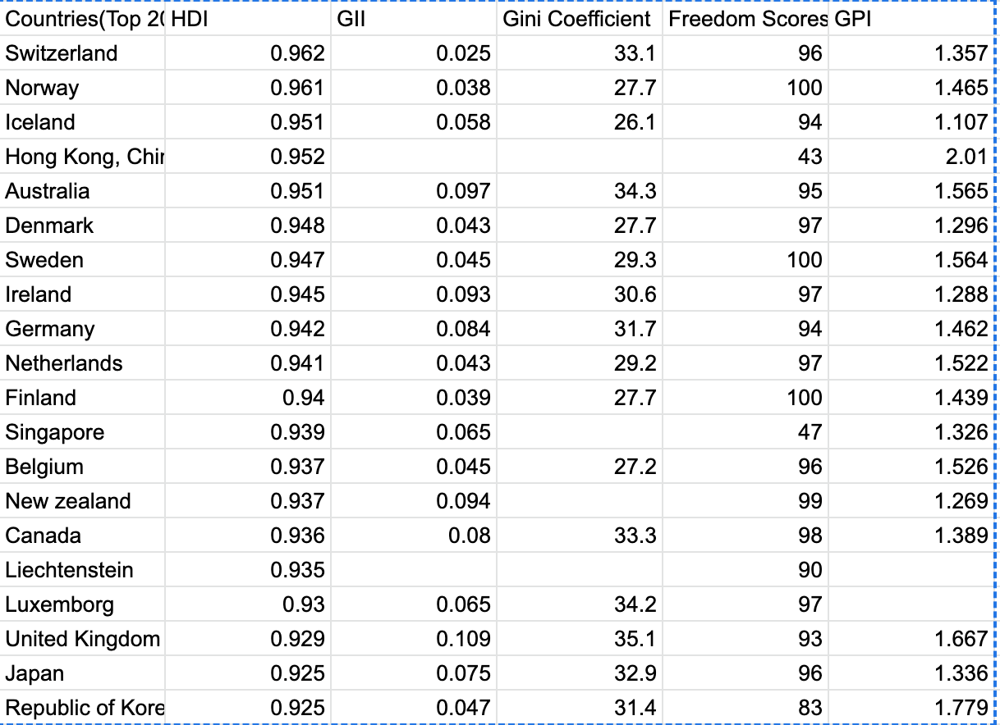 Countries(Top 20 HDI GII Gini Coefficient Freedom Scores GPI
Switzerland 0.962 0.025 33.1 96 1.357
Norway 0.961 0.038 27.7 100 1.465
Iceland 0.951 0.058 26.1 94 1.107
Hong Kong, Chin 0.952 43 2.01
Australia 0.951 0.097 34.3 95 1.565
Denmark 0.948 0.043 27.7 97 1.296
Sweden 0.947 0.045 29.3 100 1.564
Ireland 0.945 0.093 30.6 97 1.288
Germany 0.942 0.084 31.7 94 1.462
Netherlands 0.941 0.043 29.2 97 1.522
Finland 0.94 0.039 27.7 100 1.439
Singapore 0.939 0.065 47 1.326
Belgium 0.937 0.045 27.2 96 1.526
New zealand 0.937 0.094 99 1.269
Canada 0.936 0.08 33.3 98 1.389
Liechtenstein 0.935 90
Luxemborg 0.93 0.065 34.2 97
United Kingdom 0.929 0.109 35.1 93 1.667
Japan 0.925 0.075 32.9 96 1.336
Republic of Kore 0.925 0.047 31.4 83 1.779